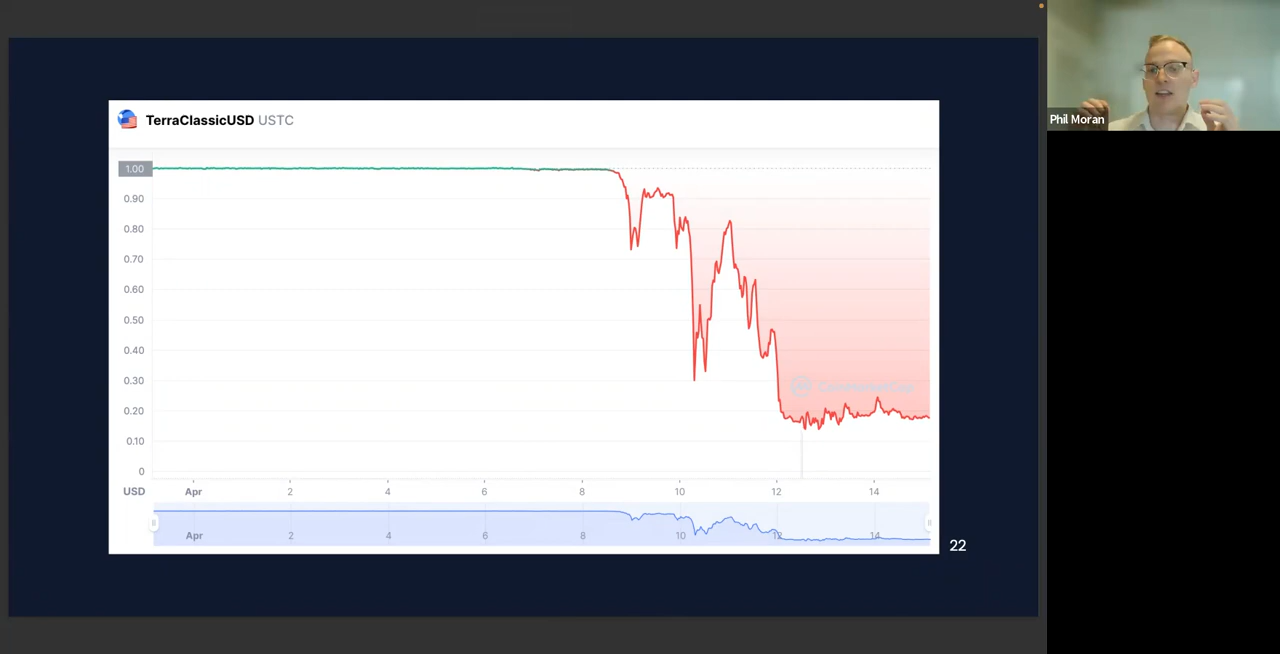 TerraClassicUSD USTC
1.00
0.90
0.80
0.70
0.60
0.50
0.40
0.30
0.20
0.10
0
USD Apr 2 4 6 8 10 12 14
Apr 2 4 6 8 10 12 14
CoinMarketCap
22
Phil Moran